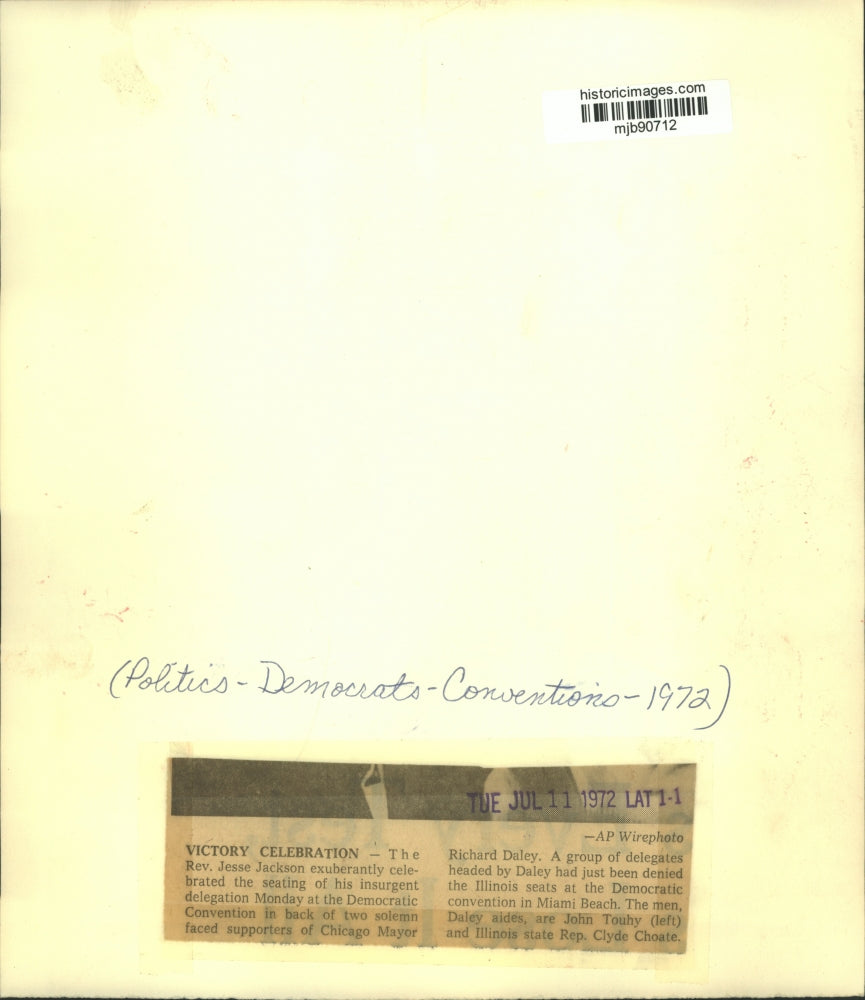 historicimages.com
mjb90712
(Politics - Democrats - Conventions - 1972)
TUE JUL 11 1972 LAT 1-1
—AP Wirephoto
VICTORY CELEBRATION — The
Rev. Jesse Jackson exuberantly cele-
brated the seating of his insurgent
delegation Monday at the Democratic
Convention in back of two solemn
faced supporters of Chicago Mayor
Richard Daley. A group of delegates
headed by Daley had just been denied
the Illinois seats at the Democratic
convention in Miami Beach. The men,
Daley aides, are John Touhy (left)
and Illinois state Rep. Clyde Choate.